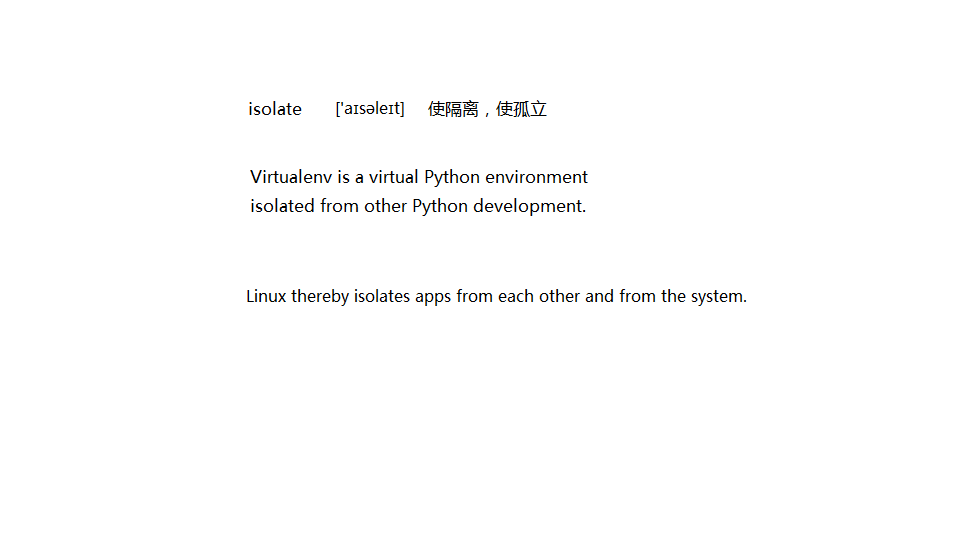 isolate ['aɪsəleɪt] 使隔离，使孤立
Virtualenv is a virtual Python environment
isolated from other Python development.
Linux thereby isolates apps from each other and from the system.